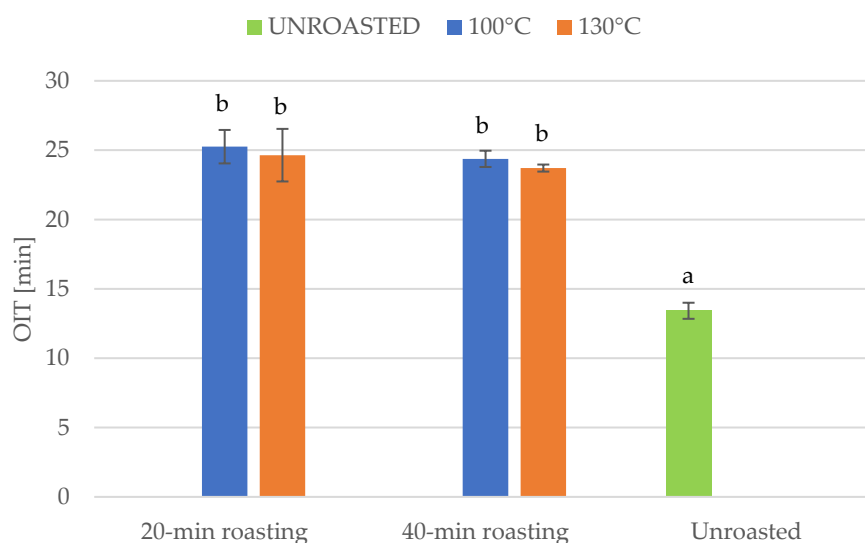 UNROASTED 100°C 130°C
30
b b b b
25
20
15
a
10
5
0
OIT [min]
20-min roasting 40-min roasting Unroasted